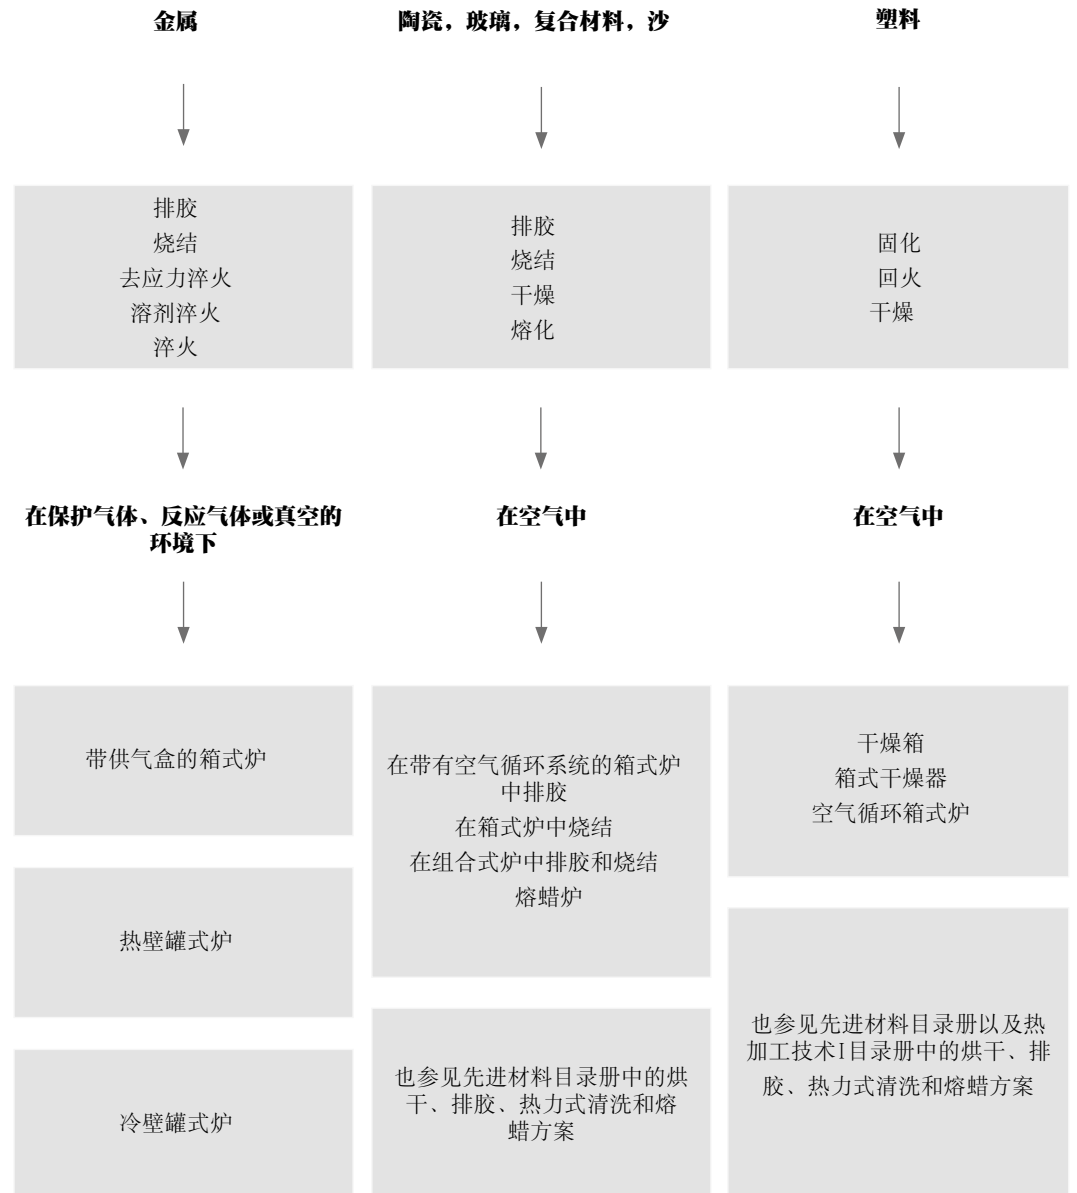 金属
排胶
烧结
去应力淬火
溶剂淬火
淬火
在保护气体、反应气体或真空的
环境下
带供气盒的箱式炉
热壁罐式炉
冷壁罐式炉
陶瓷，玻璃，复合材料，沙
排胶
烧结
干燥
熔化
在空气中
在带有空气循环系统的箱式炉
中排胶
在箱式炉中烧结
在组合式炉中排胶和烧结
熔蜡炉
也参见先进材料目录册中的烘
干、排胶、热力式清洗和熔
蜡方案
塑料
固化
回火
干燥
在空气中
干燥箱
箱式干燥器
空气循环箱式炉
也参见先进材料目录册以及热
加工技术I目录册中的烘干、排
胶、热力式清洗和熔蜡方案